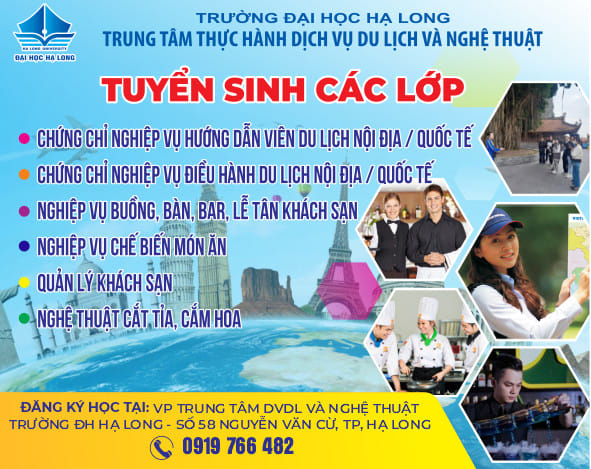 HA LONG UNIVERSITY
ĐẠI HỌC HẠ LONG
TRƯỜNG ĐẠI HỌC HẠ LONG
TRUNG TÂM THỰC HÀNH DỊCH VỤ DU LỊCH VÀ NGHỆ THUẬT
TUYỂN SINH CÁC LỚP
CHỨNG CHỈ NGHIỆP VỤ HƯỚNG DẪN VIÊN DU LỊCH NỘI ĐỊA / QUỐC TẾ
CHỨNG CHỈ NGHIỆP VỤ ĐIỀU HÀNH DU LỊCH NỘI ĐỊA / QUỐC TẾ
NGHIỆP VỤ BUỒNG, BÀN, BAR, LỄ TÂN KHÁCH SẠN
NGHIỆP VỤ CHẾ BIẾN MÓN ĂN
QUẢN LÝ KHÁCH SẠN
NGHỆ THUẬT CẮT TỈA, CẮM HOA
ĐĂNG KÝ HỌC TẠI: VP TRUNG TÂM DVDL VÀ NGHỆ THUẬT
TRƯỜNG ĐH HẠ LONG - SỐ 58 NGUYỄN VĂN CỪ, TP, HẠ LONG
0919 766 482